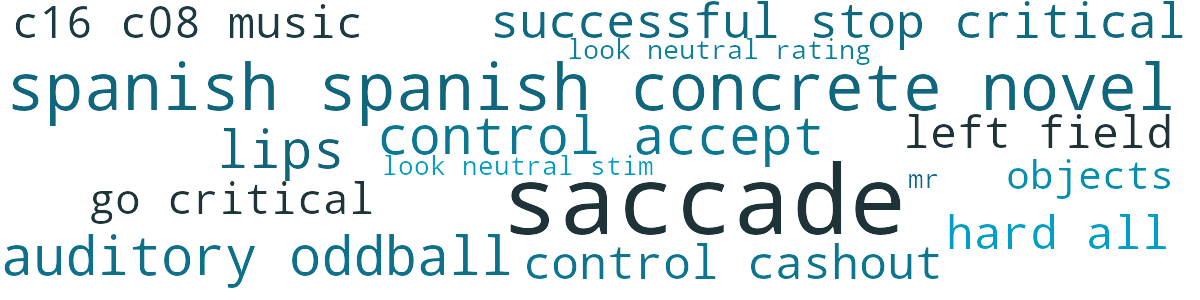 c16 c08 music
successful stop critical
look neutral rating
spanish spanish concrete novel
lips
control accept
left field
look neutral stim
go critical
saccade
mr
objects
auditory oddball
control cashout
hard all